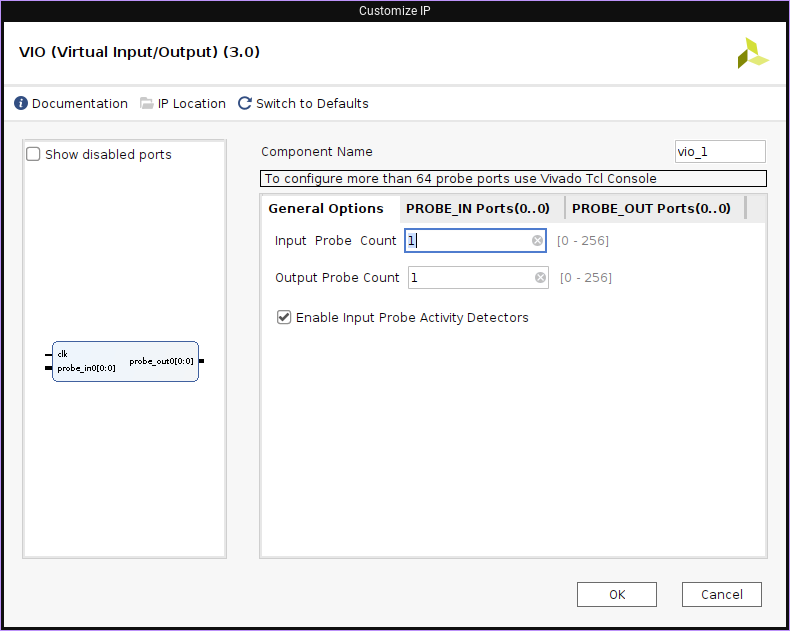 Customize IP
VIO (Virtual Input/Output) (3.0)
Documentation IP Location Switch to Defaults
Show disabled ports
clk
probe_in0[0:0]
probe_out0[0:0]
Component Name vio_1
To configure more than 64 probe ports use Vivado Tcl Console
General Options PROBE_IN Ports(0..0) PROBE_OUT Ports(0..0)
Input Probe Count 1 [0 - 256]
Output Probe Count 1 [0 - 256]
Enable Input Probe Activity Detectors
OK Cancel